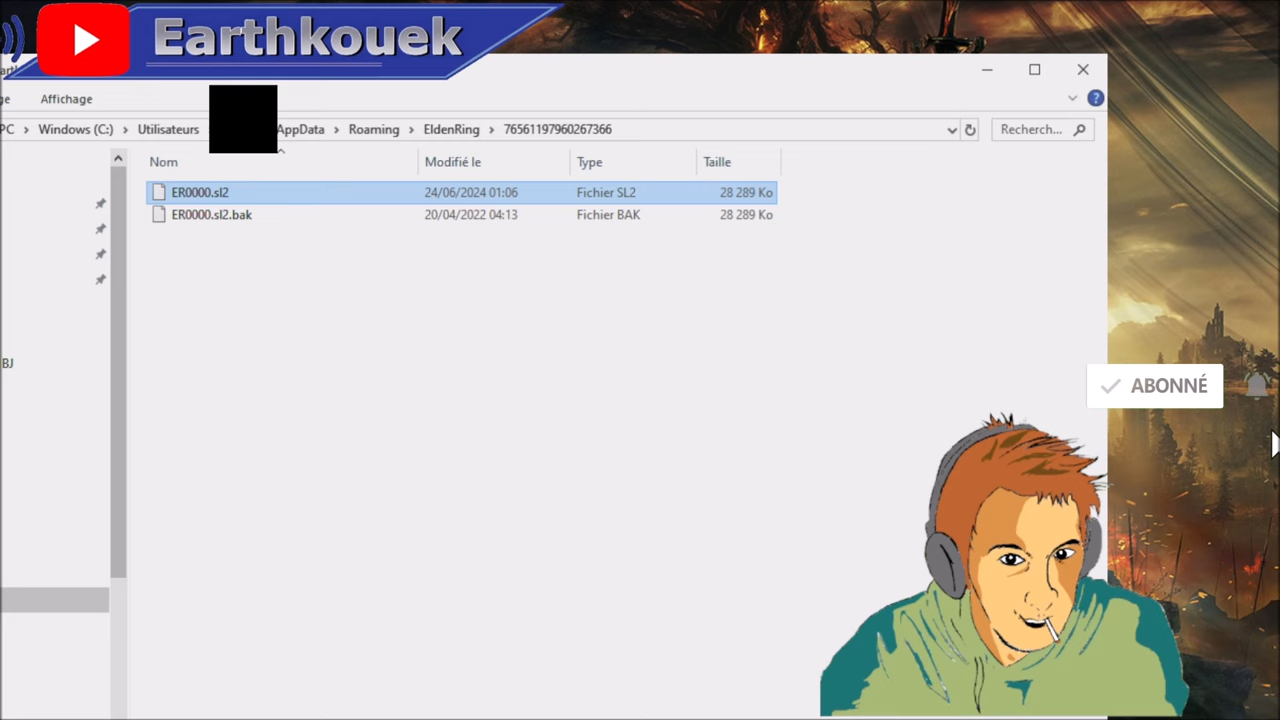 Earthkouek
Affichage
PC > Windows (C:) > Utilisateurs AppData > Roaming > EldenRing > 76561197960267366
Recherch...
Nom Modifié le Type Taille
ER0000.sl2 24/06/2024 01:06 Fichier SL2 28 289 Ko
ER0000.sl2.bak 20/04/2022 04:13 Fichier BAK 28 289 Ko
BJ
ABONNÉ